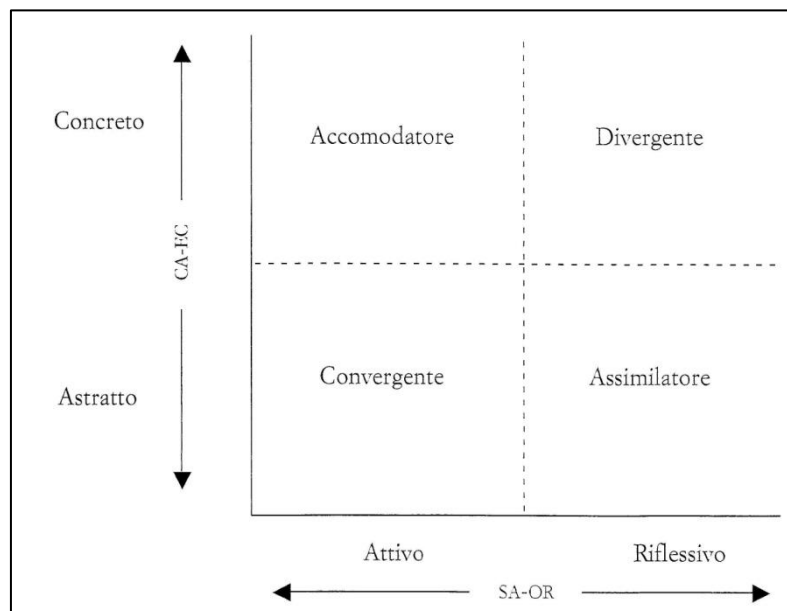 Concreto
Accomodatore
Divergente
CA-EC
Convergente
Assimilatore
Astratto
Attivo
Riflessivo
SA-OR